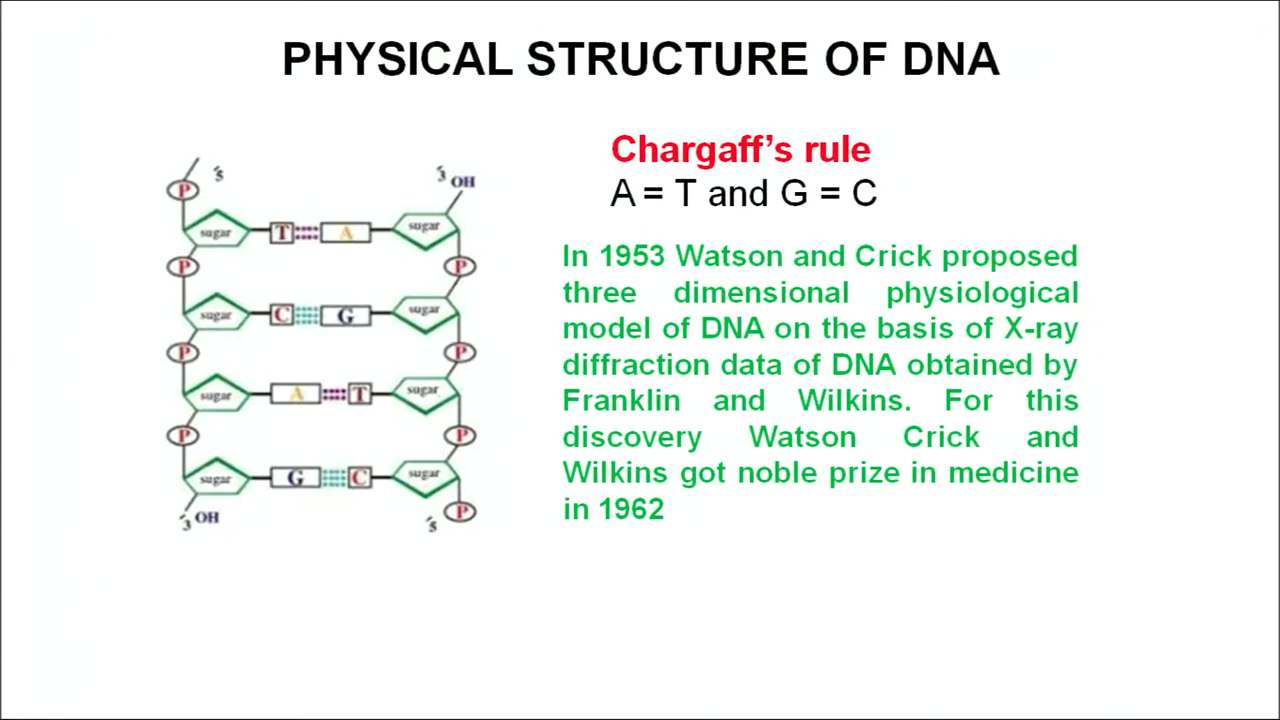 PHYSICAL STRUCTURE OF DNA
Chargaff’s rule
A = T and G = C
In 1953 Watson and Crick proposed
three dimensional physiological
model of DNA on the basis of X-ray
diffraction data of DNA obtained by
Franklin and Wilkins. For this
discovery Watson Crick and
Wilkins got noble prize in medicine
in 1962
P ´5 ´3 OH
sugar T A sugar
P P
sugar C G sugar
P P
sugar A T sugar
P P
sugar G C sugar
´3 OH ´5 P